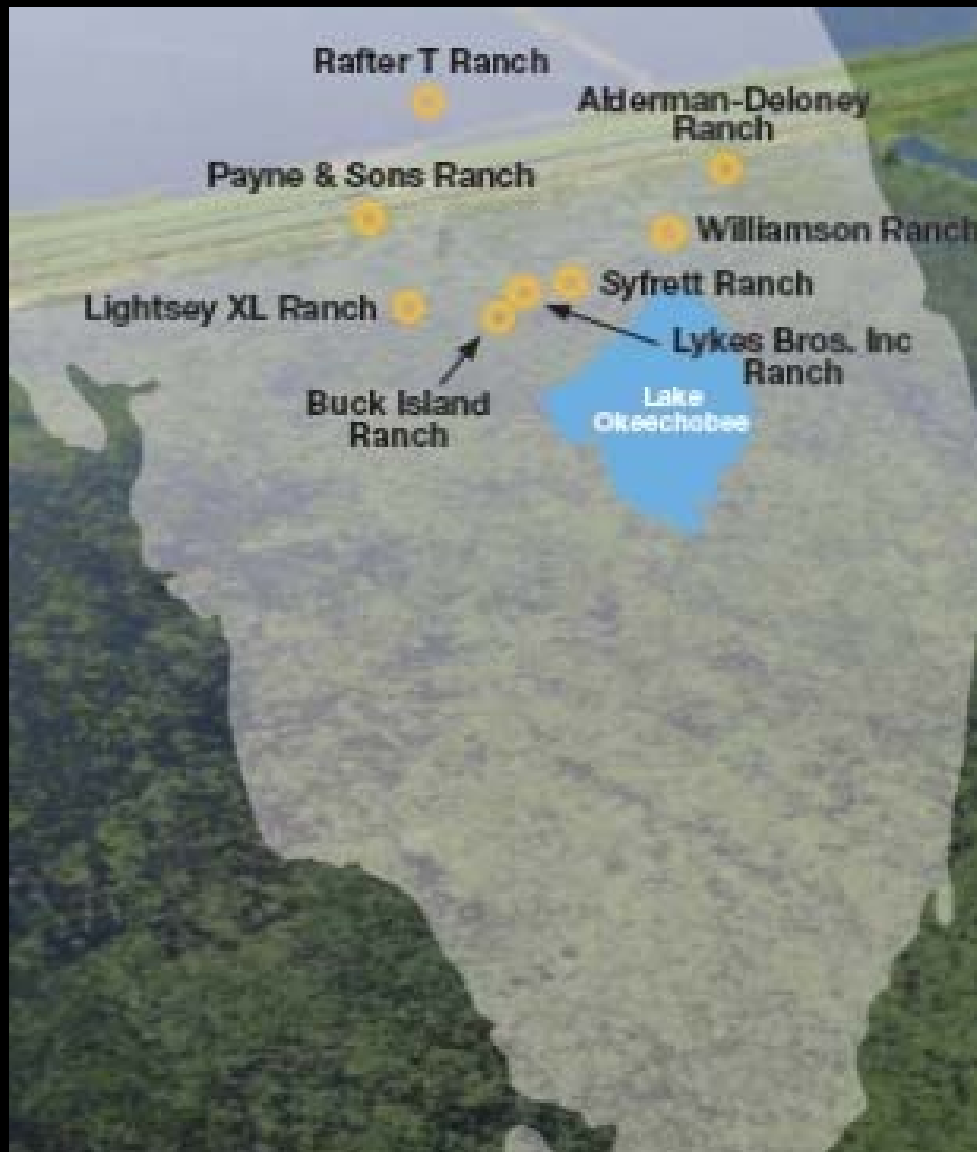 Rafter T Ranch
Alderman-Deloney
Ranch
Payne & Sons Ranch
Williamson Ranch
Syfrett Ranch
Lightsey XL Ranch
Lykes Bros. Inc
Ranch
Buck Island
Ranch
Lake
Okeechobee